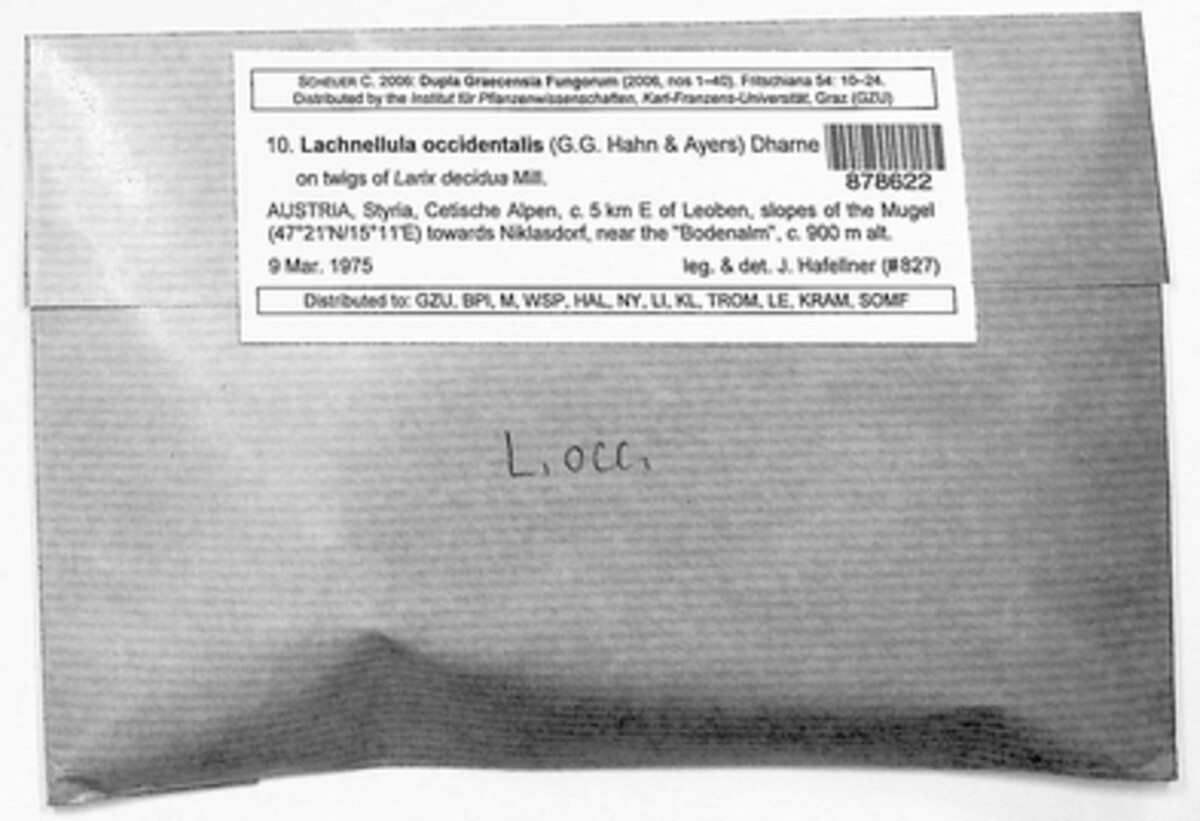 SCHEUER C. 2006: Dupla Graecensia Fungorum (2006, nos 1–40). Fritschiana 54: 10–24.
Distributed by the Institut für Pflanzenwissenschaften, Karl-Franzens-Universität, Graz (GZU)
10. Lachnellula occidentalis (G.G. Hahn & Ayers) Dharne
878622
on twigs of Larix decidua Mill.
AUSTRIA, Styria, Cetische Alpen, c. 5 km E of Leoben, slopes of the Mugel
(47°21'N/15°11'E) towards Niklasdorf, near the "Bodenalm", c. 900 m alt.
9 Mar. 1975 leg. & det. J. Hafellner (#827)
Distributed to: GZU, BPI, M, WSP, HAL, NY, LI, KL, TROM, LE, KRAM, SOMF
L. occ.